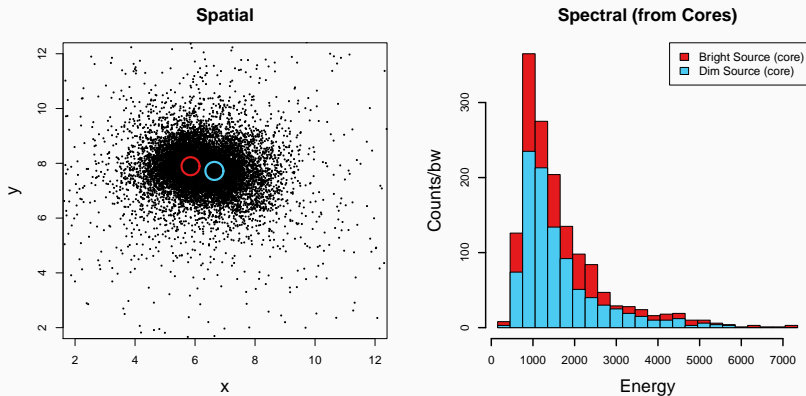 Spatial
12
10
8
6
4
2
y
2 4 6 8 10 12
x
Spectral (from Cores)
Bright Source (core)
Dim Source (core)
300
200
100
0
Counts/bw
0 1000 2000 3000 4000 5000 6000 7000
Energy